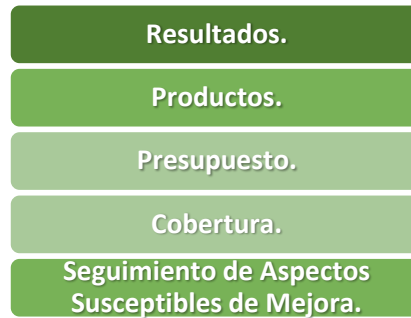 Resultados.
Productos.
Presupuesto.
Cobertura.
Seguimiento de Aspectos
Susceptibles de Mejora.